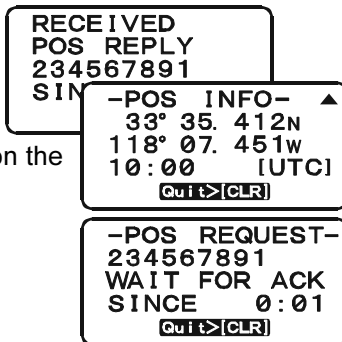 RECEIVED
POS REPLY
234567891
SIN
on the
-POS INFO- ▲
33° 35. 412N
118° 07. 451W
10:00 [UTC]
Quit>[CLR]
-POS REQUEST-
234567891
WAIT FOR ACK
SINCE 0:01
Quit>[CLR]